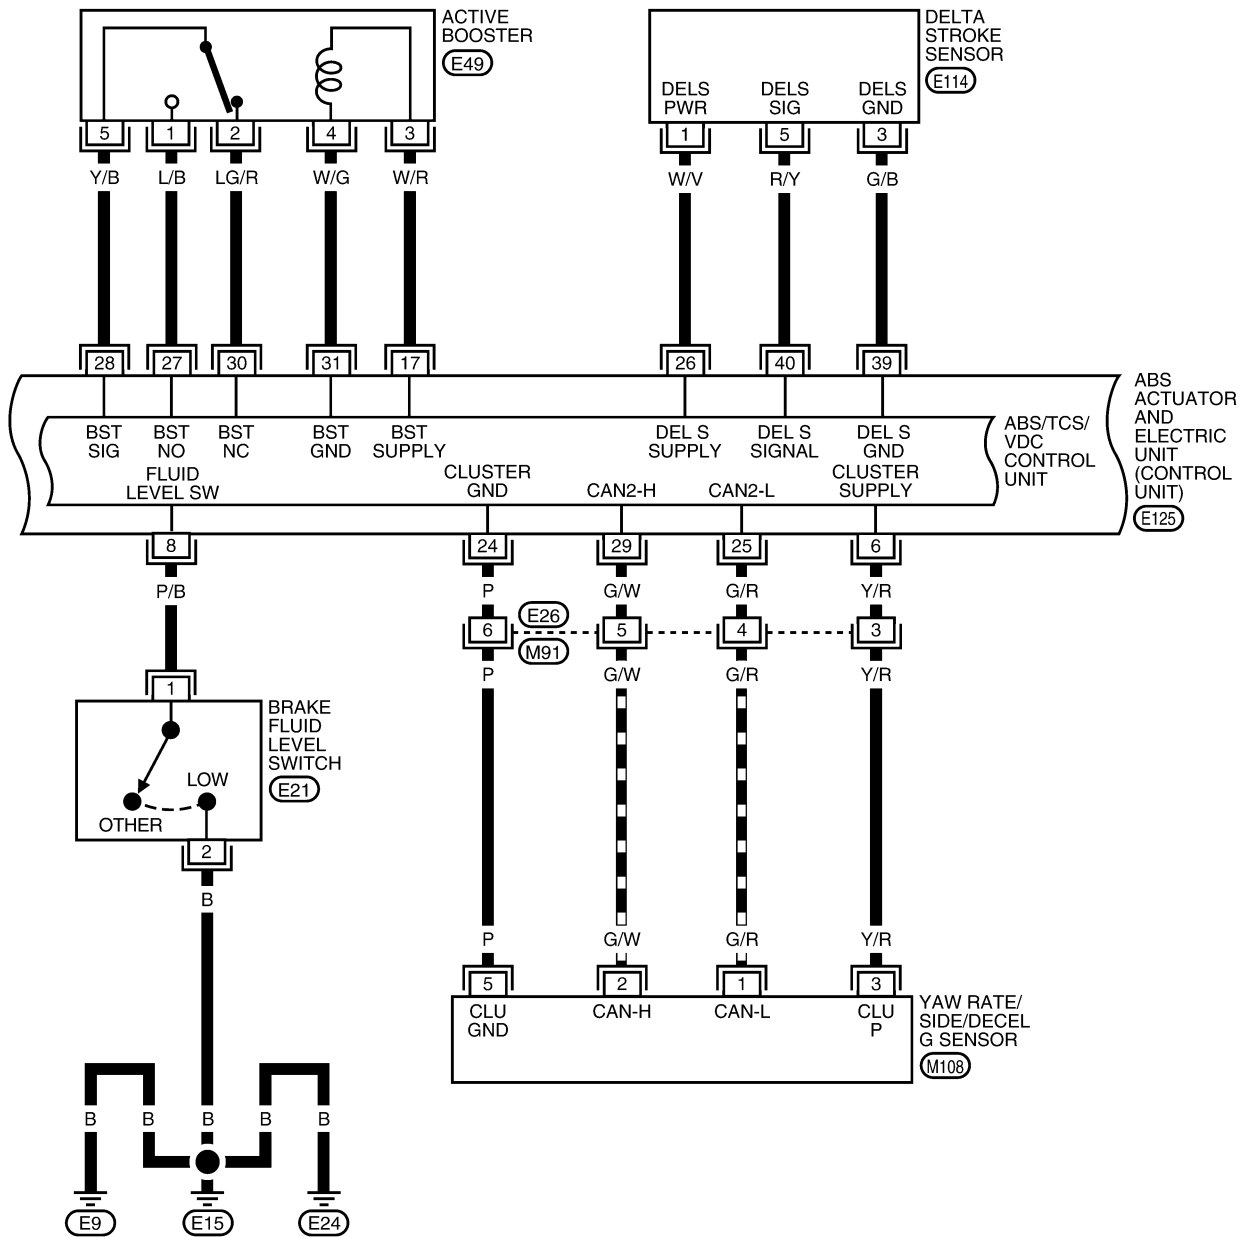 ACTIVE
BOOSTER
E49
DELTA
STROKE
SENSOR
E114
DELS
PWR
DELS
SIG
DELS
GND
5 1 2 4 3
1 5 3
Y/B L/B LG/R W/G W/R
W/V R/Y G/B
28 27 30 31 17
26 40 39
ABS
ACTUATOR
AND
ELECTRIC
UNIT
(CONTROL
UNIT)
E125
ABS/TCS/
VDC
CONTROL
UNIT
BST
SIG
BST
NO
BST
NC
BST
GND
BST
SUPPLY
DEL S
SUPPLY
DEL S
SIGNAL
DEL S
GND
FLUID
LEVEL SW
CLUSTER
GND
CAN2-H
CAN2-L
CLUSTER
SUPPLY
8 24 29 25 6
P/B P G/W G/R Y/R
E26
6 5 4 3
M91
P G/W G/R Y/R
1
BRAKE
FLUID
LEVEL
SWITCH
E21
LOW
OTHER
2
B
P G/W G/R Y/R
5 2 1 3
CLU
GND
CAN-H
CAN-L
CLU
P
YAW RATE/
SIDE/DECEL
G SENSOR
M108
B B B B B
E9 E15 E24